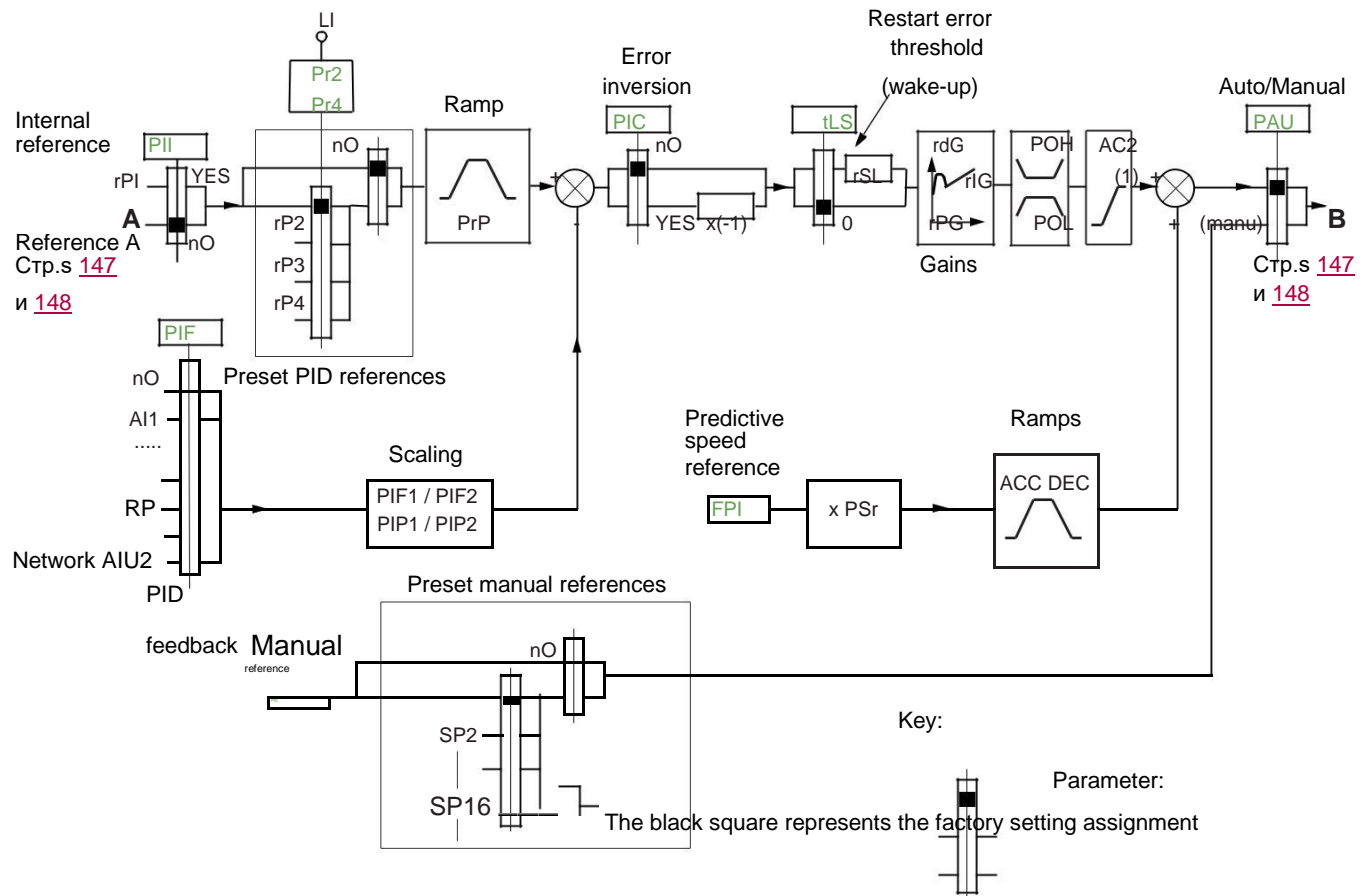 LI
Pr2
Pr4
Internal
reference
PII
rPI
YES
A
nO
Reference A
Стр.s 147
и 148
nO
rP2
rP3
rP4
Preset PID references
Ramp
PrP
+
-
Error
inversion
PIC
nO
YES
x(-1)
Restart error
threshold
(wake-up)
tLS
rSL
0
rdG
rIG
rPG
Gains
POH
POL
AC2
(1)
+
+
Auto/Manual
PAU
(manu)
B
Стр.s 147
и 148
PIF
nO
AI1
.....
RP
Network AIU2
PID
feedback
Scaling
PIF1 / PIF2
PIP1 / PIP2
Predictive
speed
reference
FPI
x PSr
Ramps
ACC DEC
Preset manual references
Manual
reference
nO
SP2
SP16
Key:
Parameter:
The black square represents the factory setting assignment